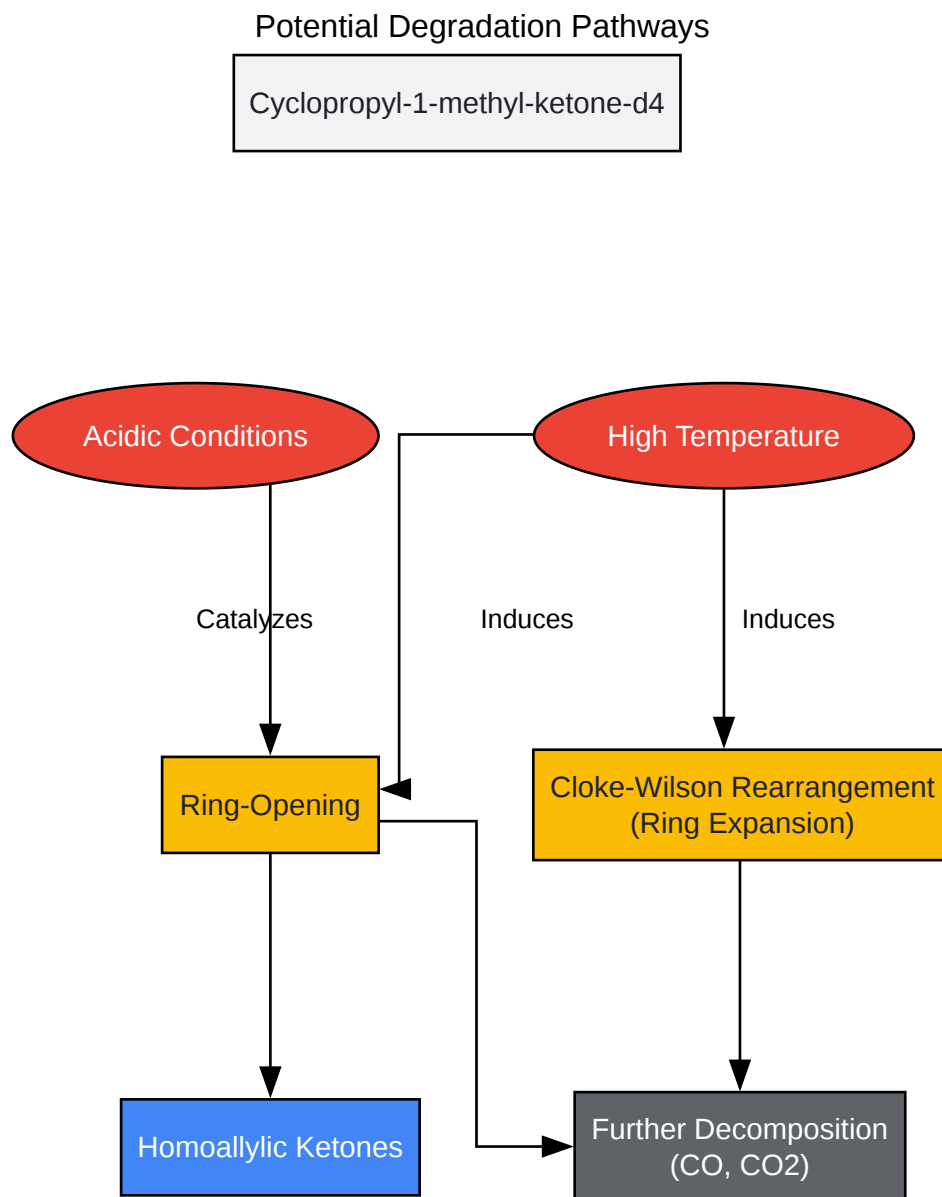 Potential Degradation Pathways
Cyclopropyl-1-methyl-ketone-d4
Acidic Conditions
High Temperature
Catalyzes
Induces
Induces
Ring-Opening
Cloke-Wilson Rearrangement
(Ring Expansion)
Homoallylic Ketones
Further Decomposition
(CO, CO2)